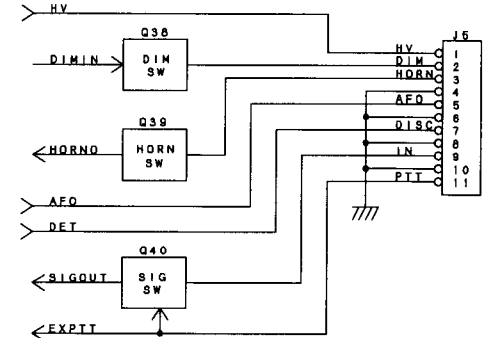 HV
Q38
DIMIN
DIM
SW
J5
HV
1
DIM
2
HORN
3
4
AFO
5
6
DISC
7
8
IN
9
10
PTT
11
Q39
HORNO
HORN
SW
AFO
DET
Q40
SIGOUT
SIG
SW
EXPTT